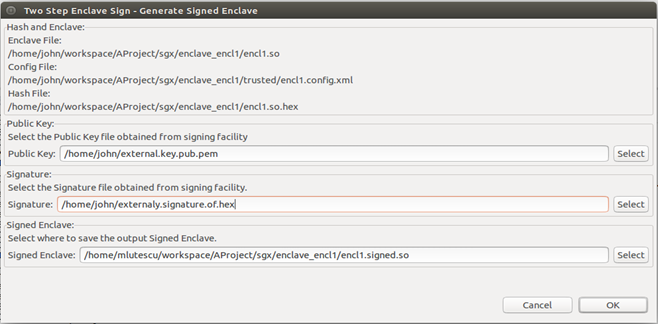 Two Step Enclave Sign - Generate Signed Enclave
Hash and Enclave:
Enclave File:
/home/john/workspace/AProject/sgx/enclave_encl1/encl1.so
Config File:
/home/john/workspace/AProject/sgx/enclave_encl1/trusted/encl1.config.xml
Hash File:
/home/john/workspace/AProject/sgx/enclave_encl1/encl1.so.hex
Public Key:
Select the Public Key file obtained from signing facility
Public Key: /home/john/external.key.pub.pem Select
Signature:
Select the Signature file obtained from signing facility.
Signature: /home/john/externaly.signature.of.hex Select
Signed Enclave:
Select where to save the output Signed Enclave.
Signed Enclave: /home/mlutescu/workspace/AProject/sgx/enclave_encl1/encl1.signed.so Select
Cancel OK